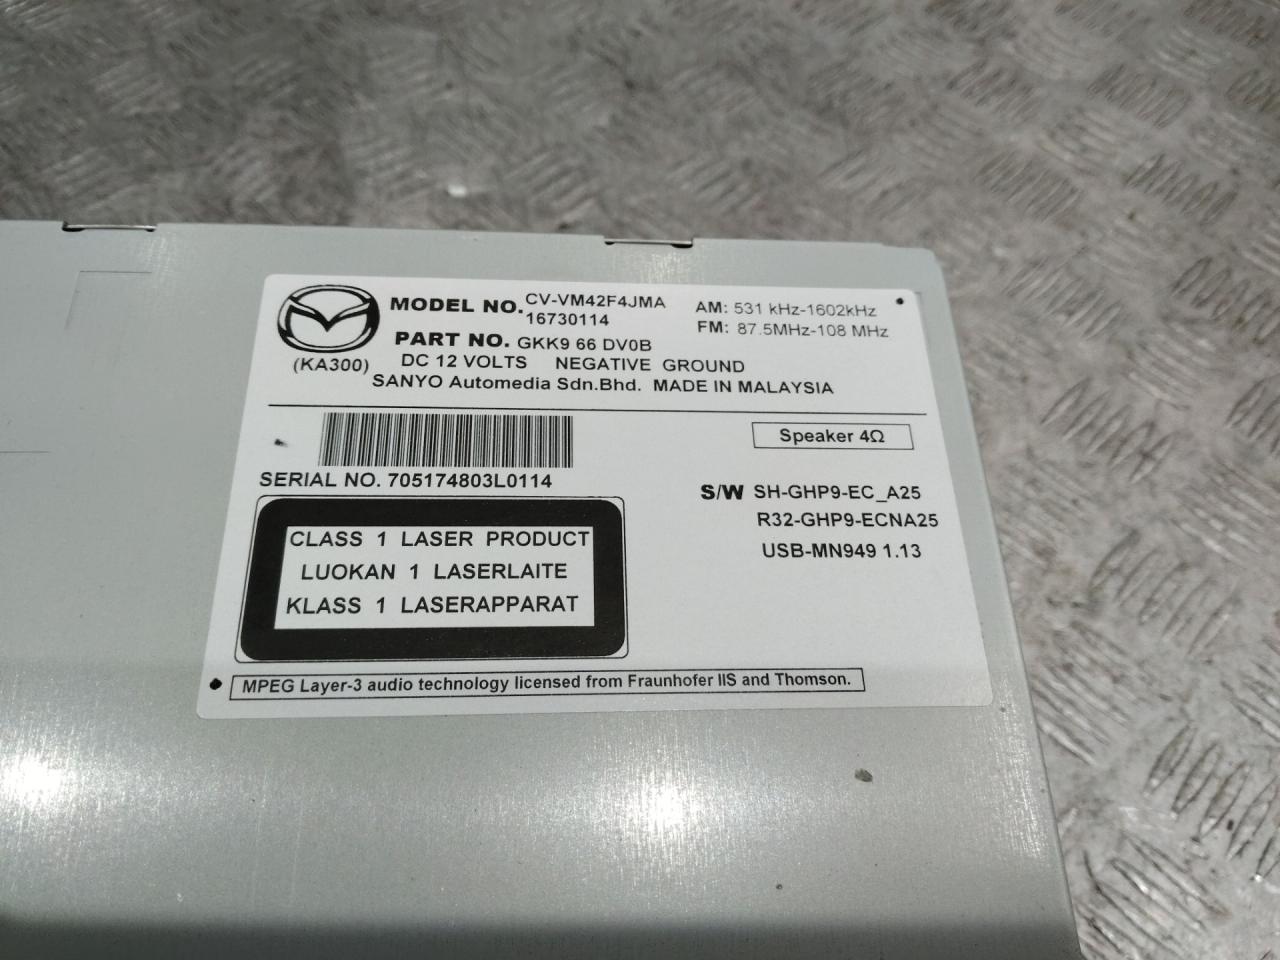 MODEL NO. CV-VM42F4JMA
16730114
AM: 531 kHz-1602kHz
FM: 87.5MHz-108 MHz
PART NO. GKK9 66 DV0B
(KA300)
DC 12 VOLTS NEGATIVE GROUND
SANYO Automedia Sdn.Bhd. MADE IN MALAYSIA
Speaker 4Ω
SERIAL NO. 705174803L0114
S/W SH-GHP9-EC_A25
R32-GHP9-ECNA25
USB-MN949 1.13
CLASS 1 LASER PRODUCT
LUOKAN 1 LASERLAITE
KLASS 1 LASERAPPARAT
MPEG Layer-3 audio technology licensed from Fraunhofer IIS and Thomson.